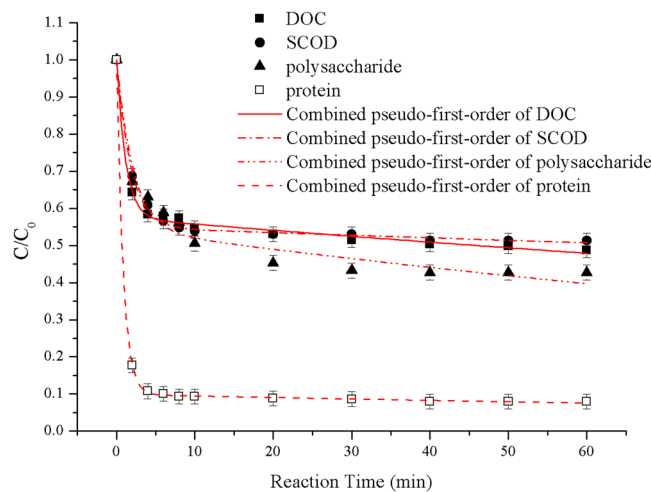 DOC
SCOD
polysaccharide
protein
Combined pseudo-first-order of DOC
Combined pseudo-first-order of SCOD
Combined pseudo-first-order of polysaccharide
Combined pseudo-first-order of protein
1.1
1.0
0.9
0.8
0.7
0.6
0.5
0.4
0.3
0.2
0.1
0.0
C/C0
0 10 20 30 40 50 60
Reaction Time (min)